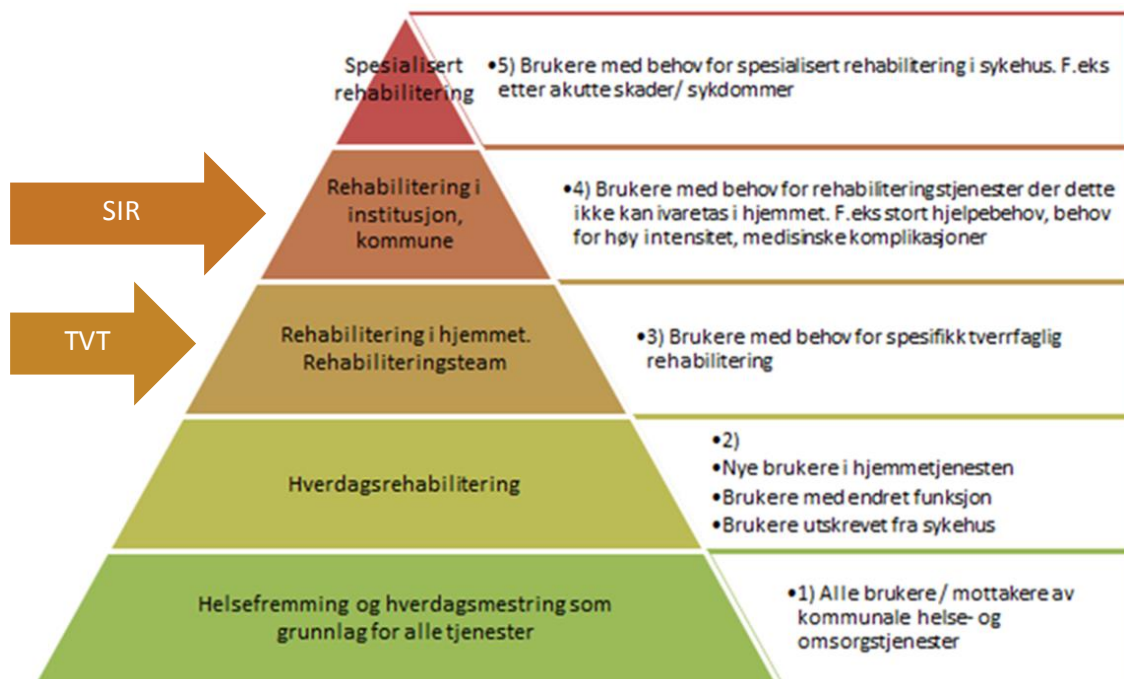 Spesialisert
rehabilitering
•5) Brukere med behov for spesialisert rehabilitering i sykehus. F.eks
etter akutte skader/ sykdommer
SIR
Rehabilitering i
institusjon,
kommune
•4) Brukere med behov for rehabiliteringstjenester der dette
ikke kan ivaretas i hjemmet. F.eks stort hjelpebehov, behov
for høy intensitet, medisinske komplikasjoner
TVT
Rehabilitering i hjemmet.
Rehabiliteringsteam
•3) Brukere med behov for spesifikk tverrfaglig
rehabilitering
Hverdagsrehabilitering
•2)
•Nye brukere i hjemmetjenesten
•Brukere med endret funksjon
•Brukere utskrevet fra sykehus
Helsefremming og hverdagsmestring som
grunnlag for alle tjenester
•1) Alle brukere / mottakere av
kommunale helse- og
omsorgstjenester